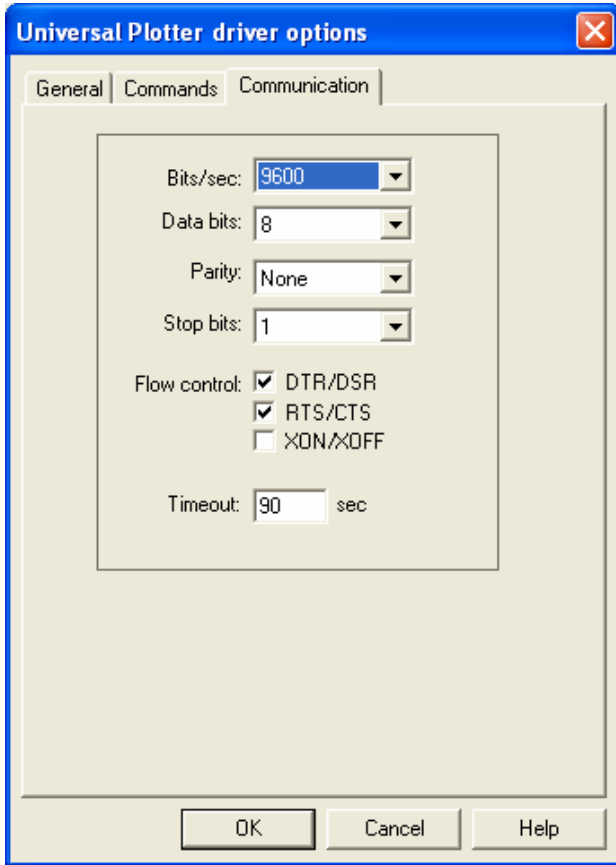 Universal Plotter driver options
General Commands Communication
Bits/sec: 9600
Data bits: 8
Parity: None
Stop bits: 1
Flow control: DTR/DSR
RTS/CTS
XON/XOFF
Timeout: 90 sec
OK Cancel Help